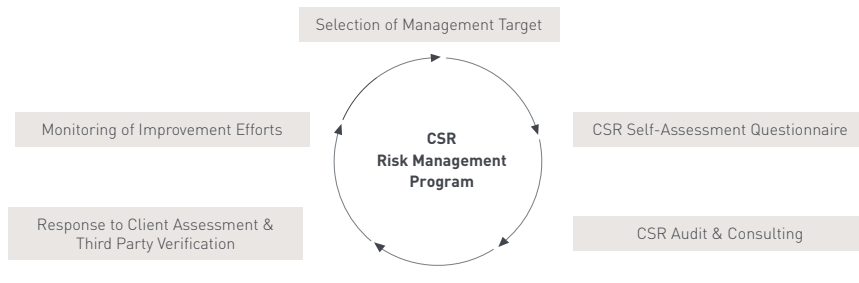 Selection of Management Target
Monitoring of Improvement Efforts
CSR Self-Assessment Questionnaire
CSR
Risk Management
Program
Response to Client Assessment &
Third Party Verification
CSR Audit & Consulting